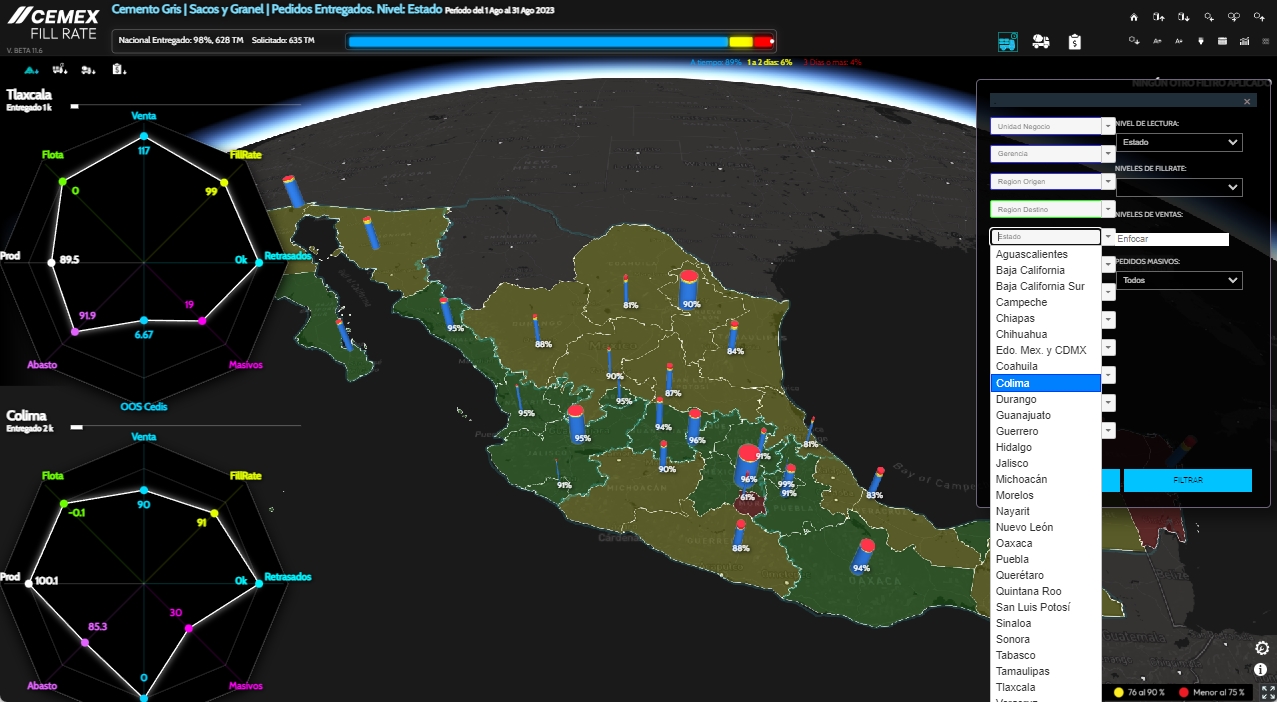 CEMEX
FILL RATE
V. BETA 11.6
Cemento Gris | Sacos y Granel | Pedidos Entregados. Nivel: Estado Período del 1 Ago al 31 Ago 2023
Nacional Entregado: 98%, 628 TM Solicitado: 635 TM
A tiempo: 89% 1 a 2 días: 6% 3 Días o mas: 4%
NINGÚN OTRO FILTRO APLICADO
Tlaxcala
Entregado 1 k
Venta
117
Flota
0
FillRate
99
Prod
89.5
0k
Retrasados
91.9
19
6.67
Abasto
Masivos
OOS Cedis
Colima
Entregado 2 k
Venta
90
Flota
-0.1
FillRate
91
Prod
100.1
0k
Retrasados
30
85.3
0
Abasto
Masivos
81%
90%
95%
88%
84%
90%
95%
87%
95%
95%
94%
96%
91%
81%
90%
91%
96%
99%
91%
61%
83%
88%
94%
MICHOACÁN
JALISCO
PUEBLA
OAXACA
Cárdenas
Bay of Campe
Guatemala
×
Unidad Negocio
Gerencia
Region Origen
Region Destino
Estado
NIVEL DE LECTURA:
Estado
NIVELES DE FILLRATE:
NIVELES DE VENTAS:
Enfocar
PEDIDOS MASIVOS:
Todos
FILTRAR
Aguascalientes
Baja California
Baja California Sur
Campeche
Chiapas
Chihuahua
Edo. Mex. y CDMX
Coahuila
Colima
Durango
Guanajuato
Guerrero
Hidalgo
Jalisco
Michoacán
Morelos
Nayarit
Nuevo León
Oaxaca
Puebla
Querétaro
Quintana Roo
San Luis Potosí
Sinaloa
Sonora
Tabasco
Tamaulipas
Tlaxcala
Veracruz
76 al 90 %
Menor al 75 %